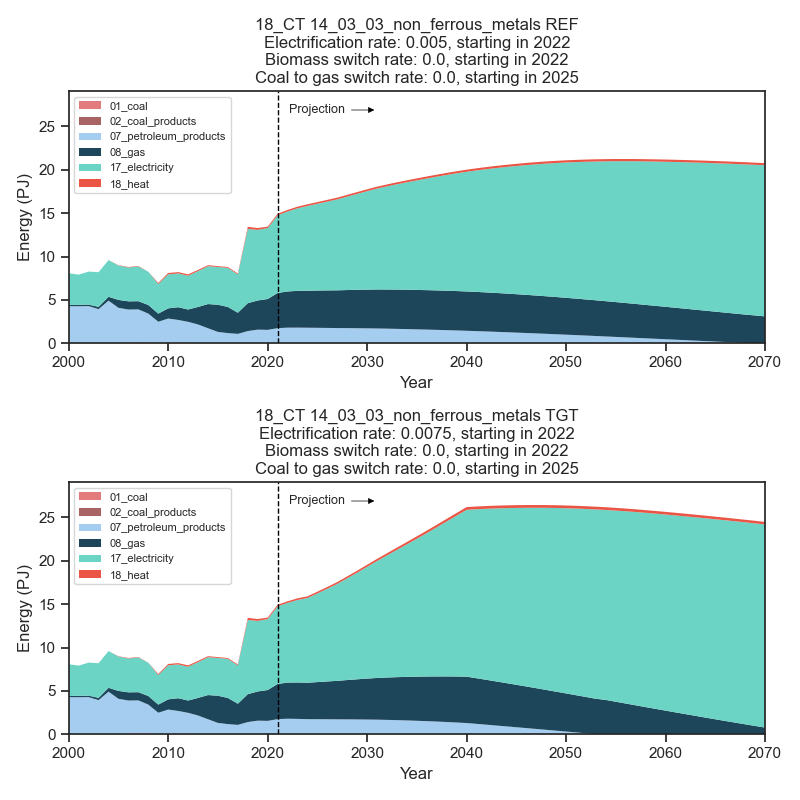 18_CT 14_03_03_non_ferrous_metals REF
Electrification rate: 0.005, starting in 2022
Biomass switch rate: 0.0, starting in 2022
Coal to gas switch rate: 0.0, starting in 2025
01_coal
02_coal_products
07_petroleum_products
08_gas
17_electricity
18_heat
Projection
25
20
15
10
5
0
Energy (PJ)
2000 2010 2020 2030 2040 2050 2060 2070
Year
18_CT 14_03_03_non_ferrous_metals TGT
Electrification rate: 0.0075, starting in 2022
Biomass switch rate: 0.0, starting in 2022
Coal to gas switch rate: 0.0, starting in 2025
01_coal
02_coal_products
07_petroleum_products
08_gas
17_electricity
18_heat
Projection
25
20
15
10
5
0
Energy (PJ)
2000 2010 2020 2030 2040 2050 2060 2070
Year